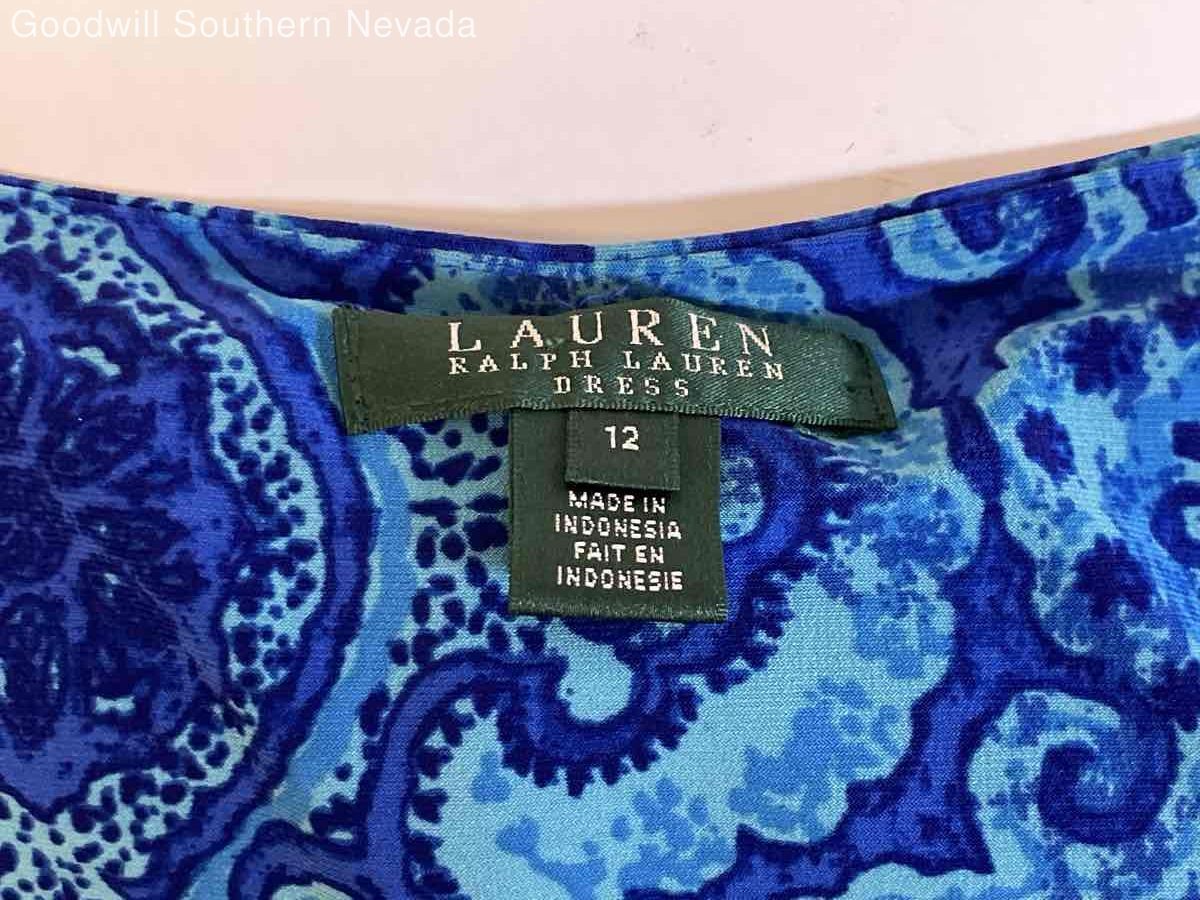 Goodwill Southern Nevada
LAUREN
RALPH LAUREN
DRESS
12
MADE IN
INDONESIA
FAIT EN
INDONESIE